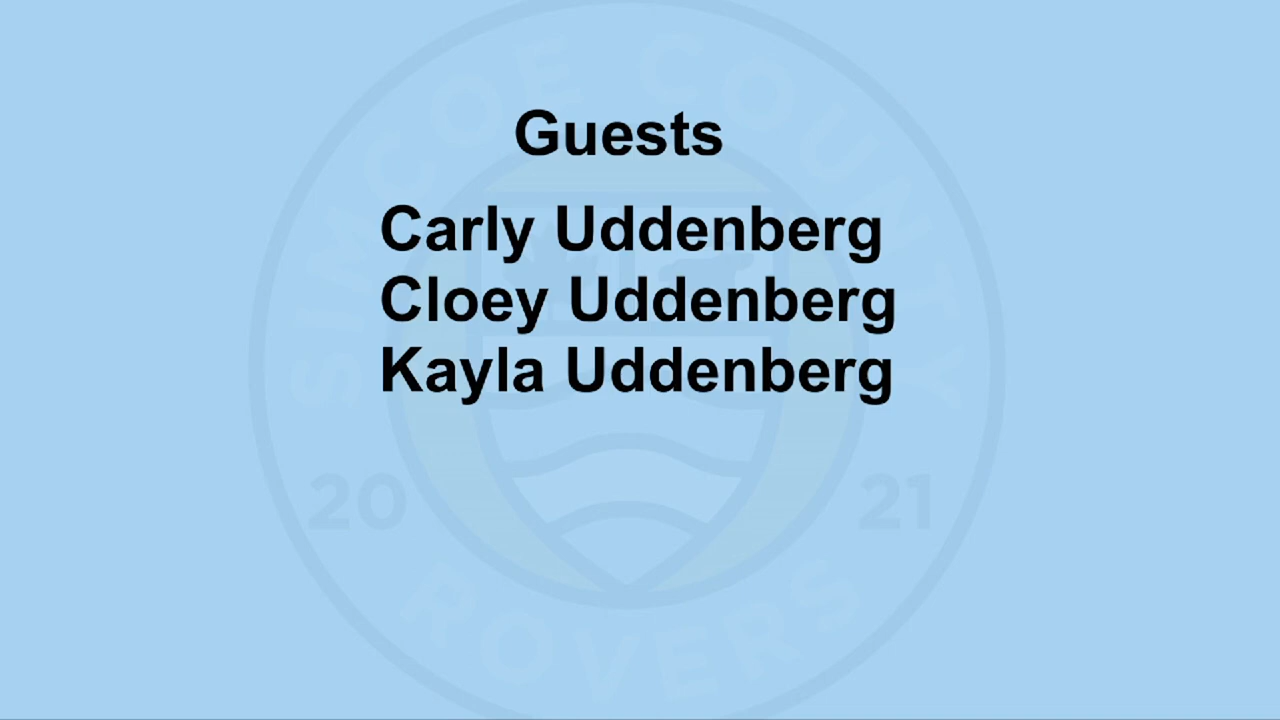 Guests
Carly Uddenberg
Cloey Uddenberg
Kayla Uddenberg
SIMCOE COUNTY
20 21
ROVERS